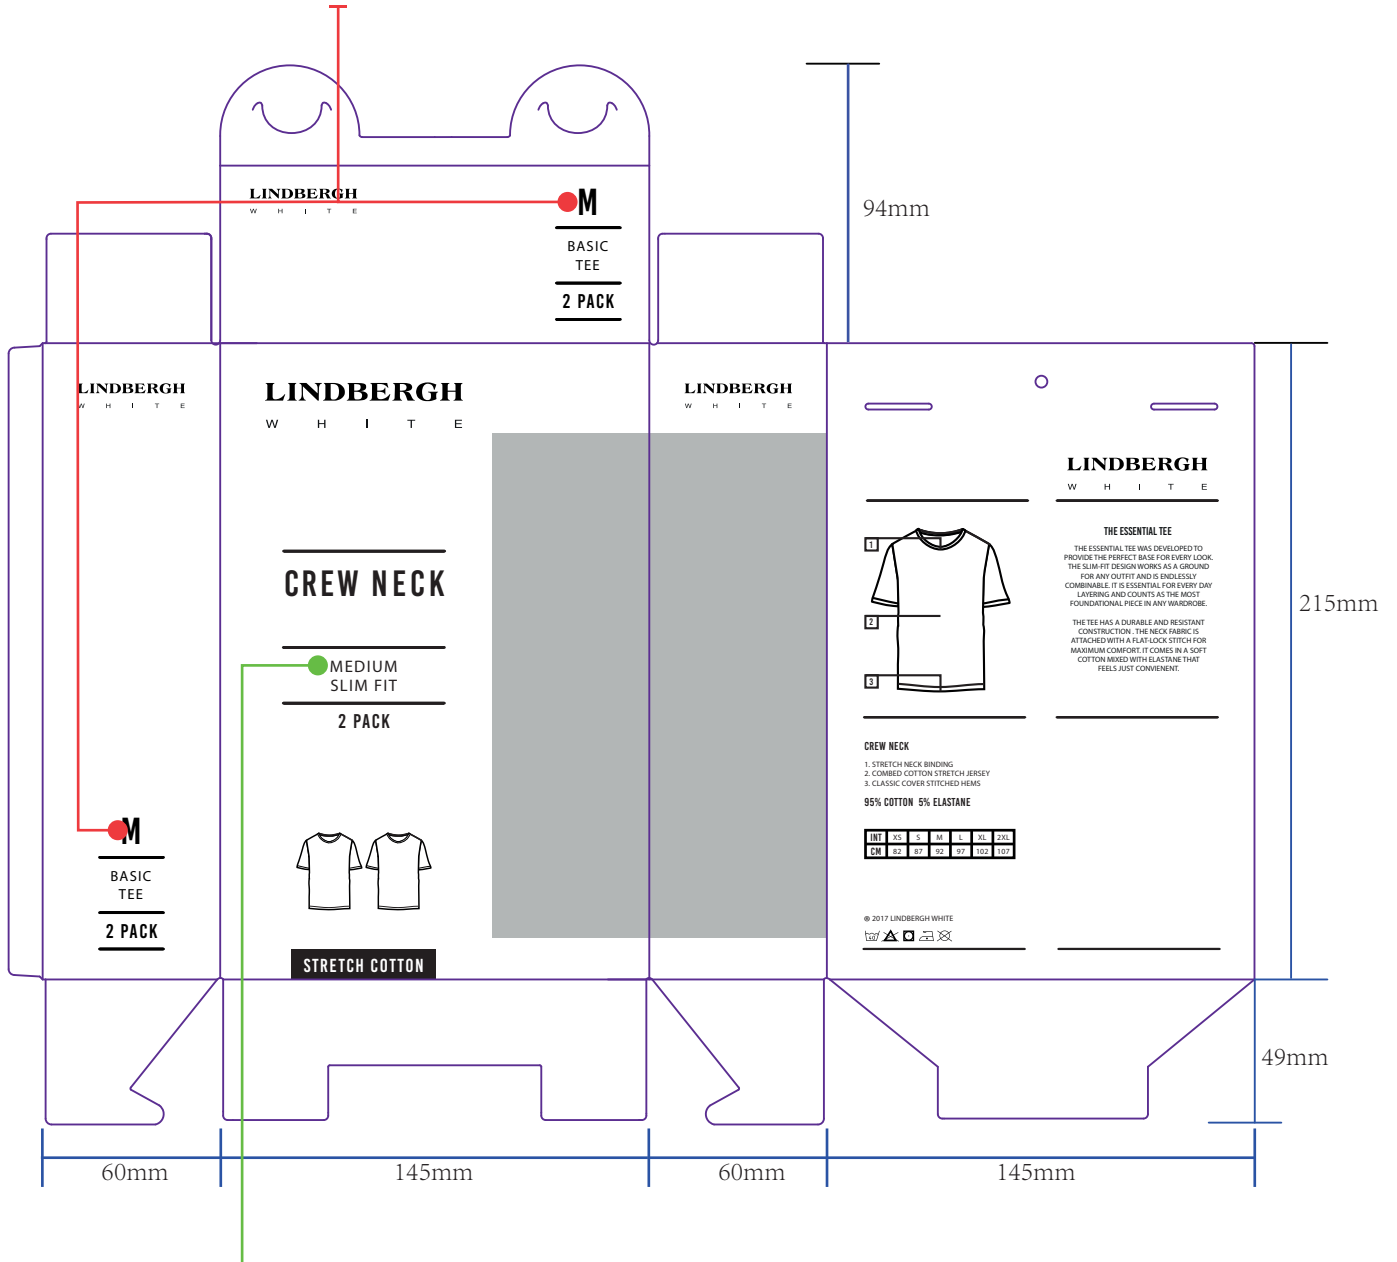 94mm
LINDBERGH
WHITE
M
BASIC
TEE
2 PACK
LINDBERGH
WHITE
M
BASIC
TEE
2 PACK
LINDBERGH
WHITE
CREW NECK
MEDIUM
SLIM FIT
2 PACK
STRETCH COTTON
LINDBERGH
WHITE
LINDBERGH
WHITE
1
2
3
THE ESSENTIAL TEE
THE ESSENTIAL TEE WAS DEVELOPED TO
PROVIDE THE PERFECT BASE FOR EVERY LOOK.
THE SLIM-FIT DESIGN WORKS AS A GROUND
FOR ANY OUTFIT AND IS ENDLESSLY
COMBINABLE. IT IS ESSENTIAL FOR EVERY DAY
LAYERING AND COUNTS AS THE MOST
FOUNDATIONAL PIECE IN ANY WARDROBE.
THE TEE HAS A DURABLE AND RESISTANT
CONSTRUCTION . THE NECK FABRIC IS
ATTACHED WITH A FLAT-LOCK STITCH FOR
MAXIMUM COMFORT. IT COMES IN A SOFT
COTTON MIXED WITH ELASTANE THAT
FEELS JUST CONVIENENT.
CREW NECK
1. STRETCH NECK BINDING
2. COMBED COTTON STRETCH JERSEY
3. CLASSIC COVER STITCHED HEMS
95% COTTON 5% ELASTANE
INT XS S M L XL 2XL
CM 82 87 92 97 102 107
® 2017 LINDBERGH WHITE
215mm
49mm
60mm
145mm
60mm
145mm